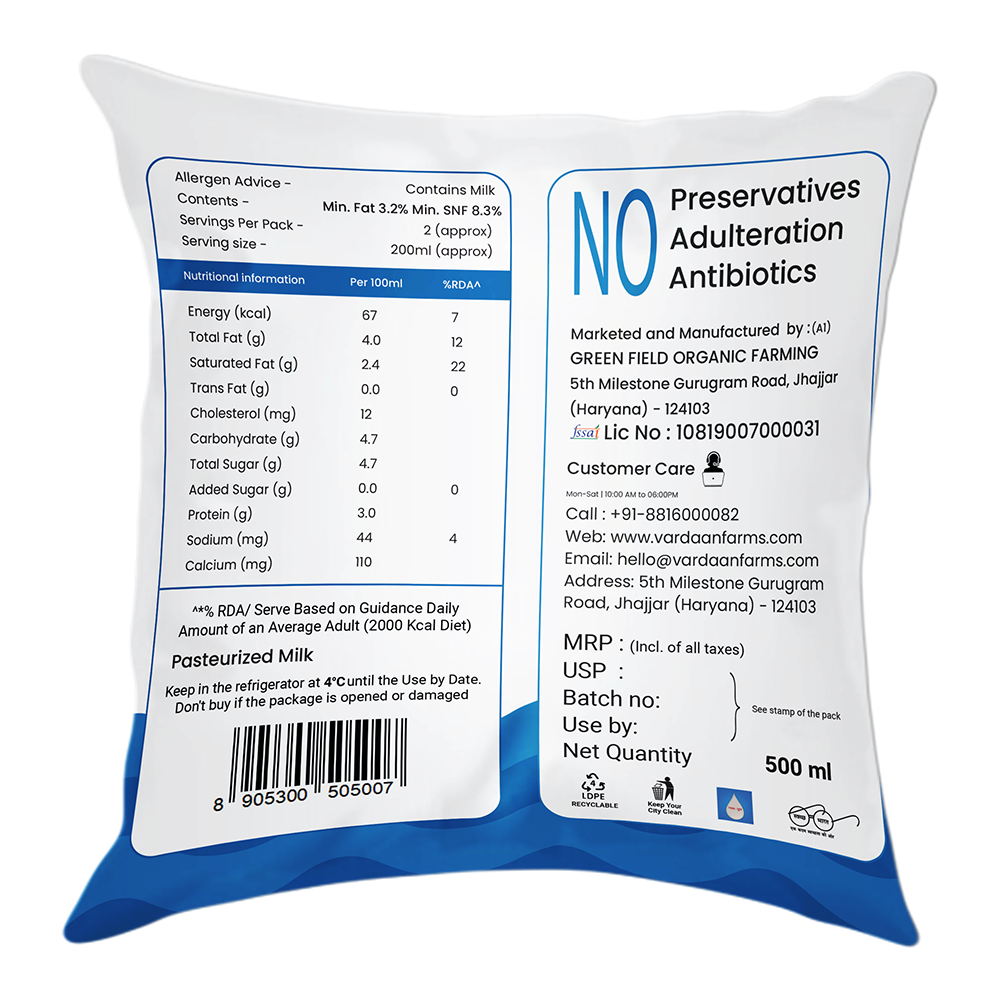 Allergen Advice - Contains Milk
Contents - Min. Fat 3.2% Min. SNF 8.3%
Servings Per Pack - 2 (approx)
Serving size - 200ml (approx)
Nutritional information Per 100ml %RDA^
Energy (kcal) 67 7
Total Fat (g) 4.0 12
Saturated Fat (g) 2.4 22
Trans Fat (g) 0.0 0
Cholesterol (mg) 12
Carbohydrate (g) 4.7
Total Sugar (g) 4.7
Added Sugar (g) 0.0 0
Protein (g) 3.0
Sodium (mg) 44 4
Calcium (mg) 110
^*% RDA/ Serve Based on Guidance Daily
Amount of an Average Adult (2000 Kcal Diet)
Pasteurized Milk
Keep in the refrigerator at 4°C until the Use by Date.
Don't buy if the package is opened or damaged
8 905300 505007
NO Preservatives
Adulteration
Antibiotics
Marketed and Manufactured by :(A1)
GREEN FIELD ORGANIC FARMING
5th Milestone Gurugram Road, Jhajjar
(Haryana) - 124103
fssai Lic No : 10819007000031
Customer Care
Mon-Sat | 10:00 AM to 06:00PM
Call : +91-8816000082
Web: www.vardaanfarms.com
Email: hello@vardaanfarms.com
Address: 5th Milestone Gurugram
Road, Jhajjar (Haryana) - 124103
MRP : (Incl. of all taxes)
USP :
Batch no:
See stamp of the pack
Use by:
Net Quantity 500 ml
4
LDPE
RECYCLABLE
Keep Your
City Clean
स्वच्छ भारत
एक कदम स्वच्छता की ओर